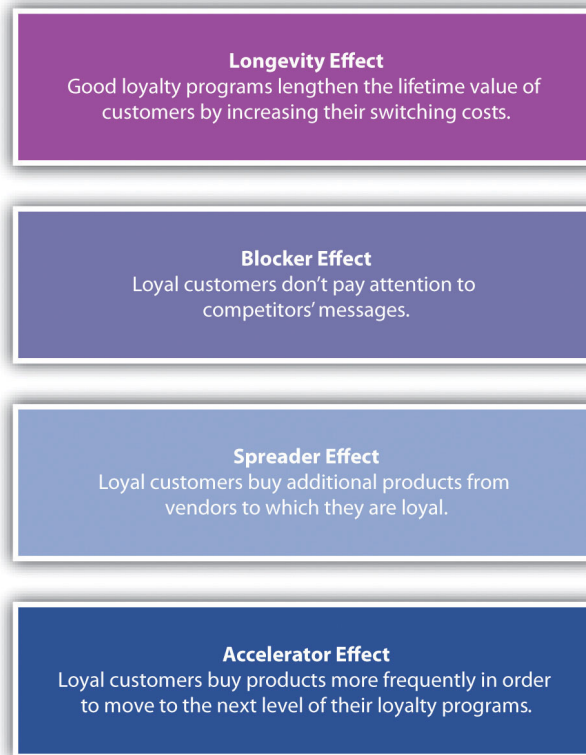 Longevity Effect
Good loyalty programs lengthen the lifetime value of
customers by increasing their switching costs.
Blocker Effect
Loyal customers don’t pay attention to
competitors’ messages.
Spreader Effect
Loyal customers buy additional products from
vendors to which they are loyal.
Accelerator Effect
Loyal customers buy products more frequently in order
to move to the next level of their loyalty programs.